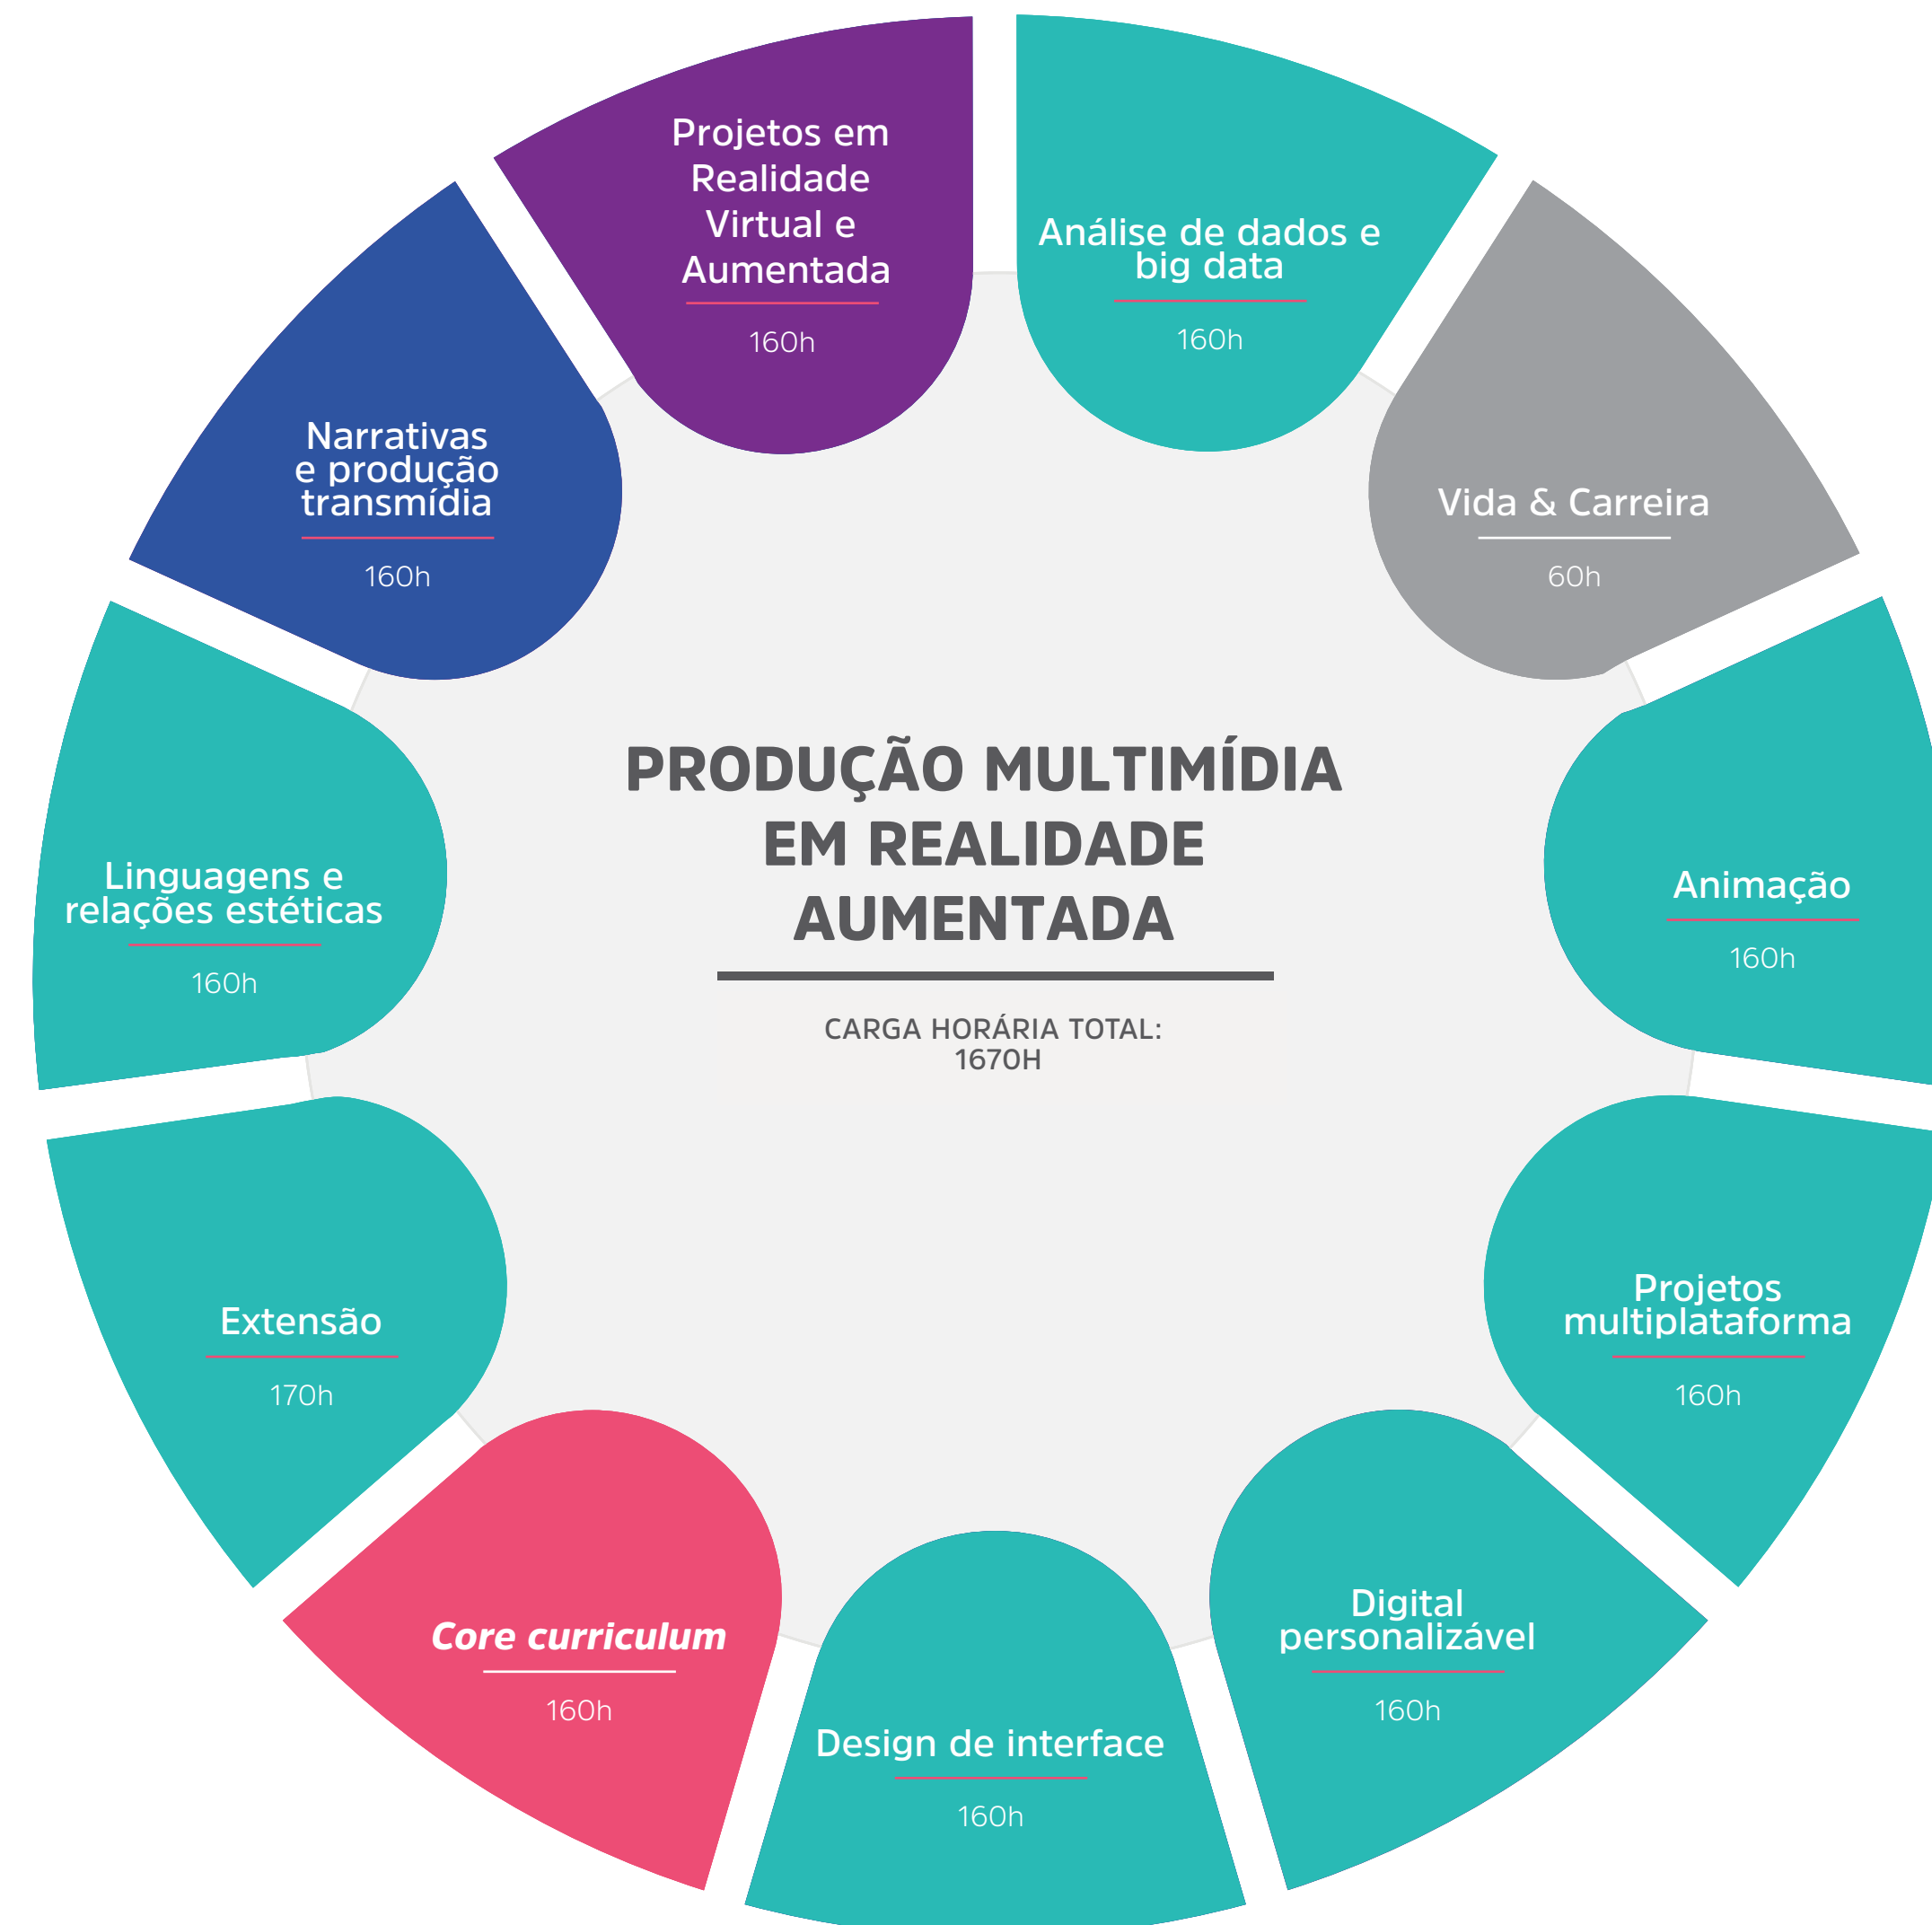 Projetos em
Realidade
Virtual e
Aumentada
160h
Análise de dados e
big data
160h
Narrativas
e produção
transmídia
160h
Vida & Carreira
60h
PRODUÇÃO MULTIMÍDIA
EM REALIDADE
AUMENTADA
CARGA HORÁRIA TOTAL:
1670H
Linguagens e
relações estéticas
160h
Animação
160h
Extensão
170h
Projetos
multiplataforma
160h
Core curriculum
160h
Digital
personalizável
160h
Design de interface
160h